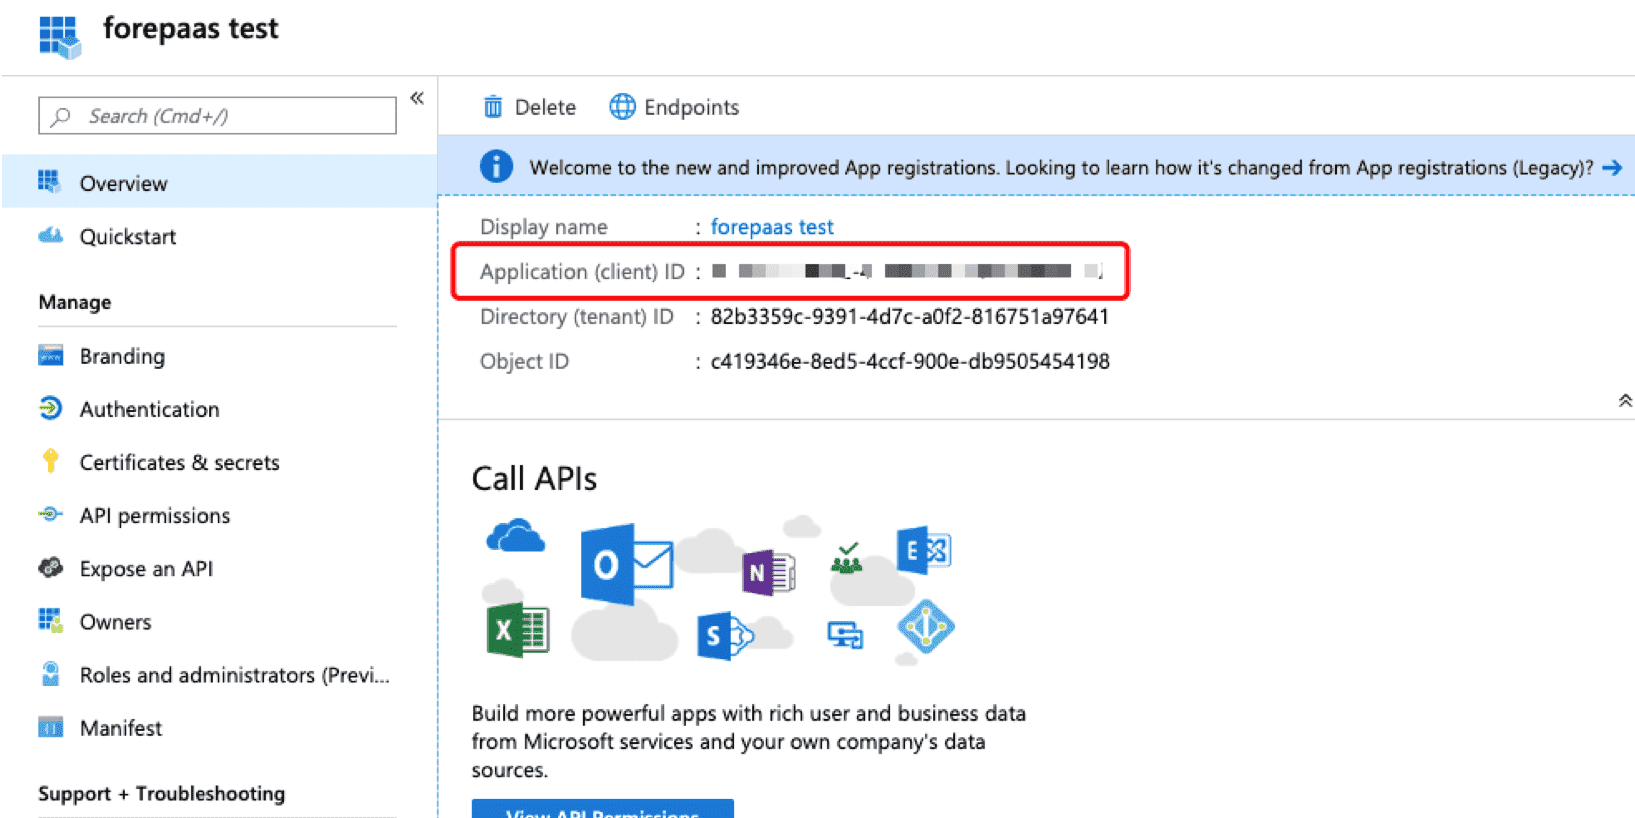 forepaas test
Search (Cmd+/)
Overview
Quickstart
Manage
Branding
Authentication
Certificates & secrets
API permissions
Expose an API
Owners
Roles and administrators (Previ...
Manifest
Support + Troubleshooting
Delete
Endpoints
Welcome to the new and improved App registrations. Looking to learn how it's changed from App registrations (Legacy)?
Display name : forepaas test
Application (client) ID :
Directory (tenant) ID : 82b3359c-9391-4d7c-a0f2-816751a97641
Object ID : c419346e-8ed5-4ccf-900e-db9505454198
Call APIs
O
N
E
X
S
Build more powerful apps with rich user and business data
from Microsoft services and your own company's data
sources.
View API Permissions